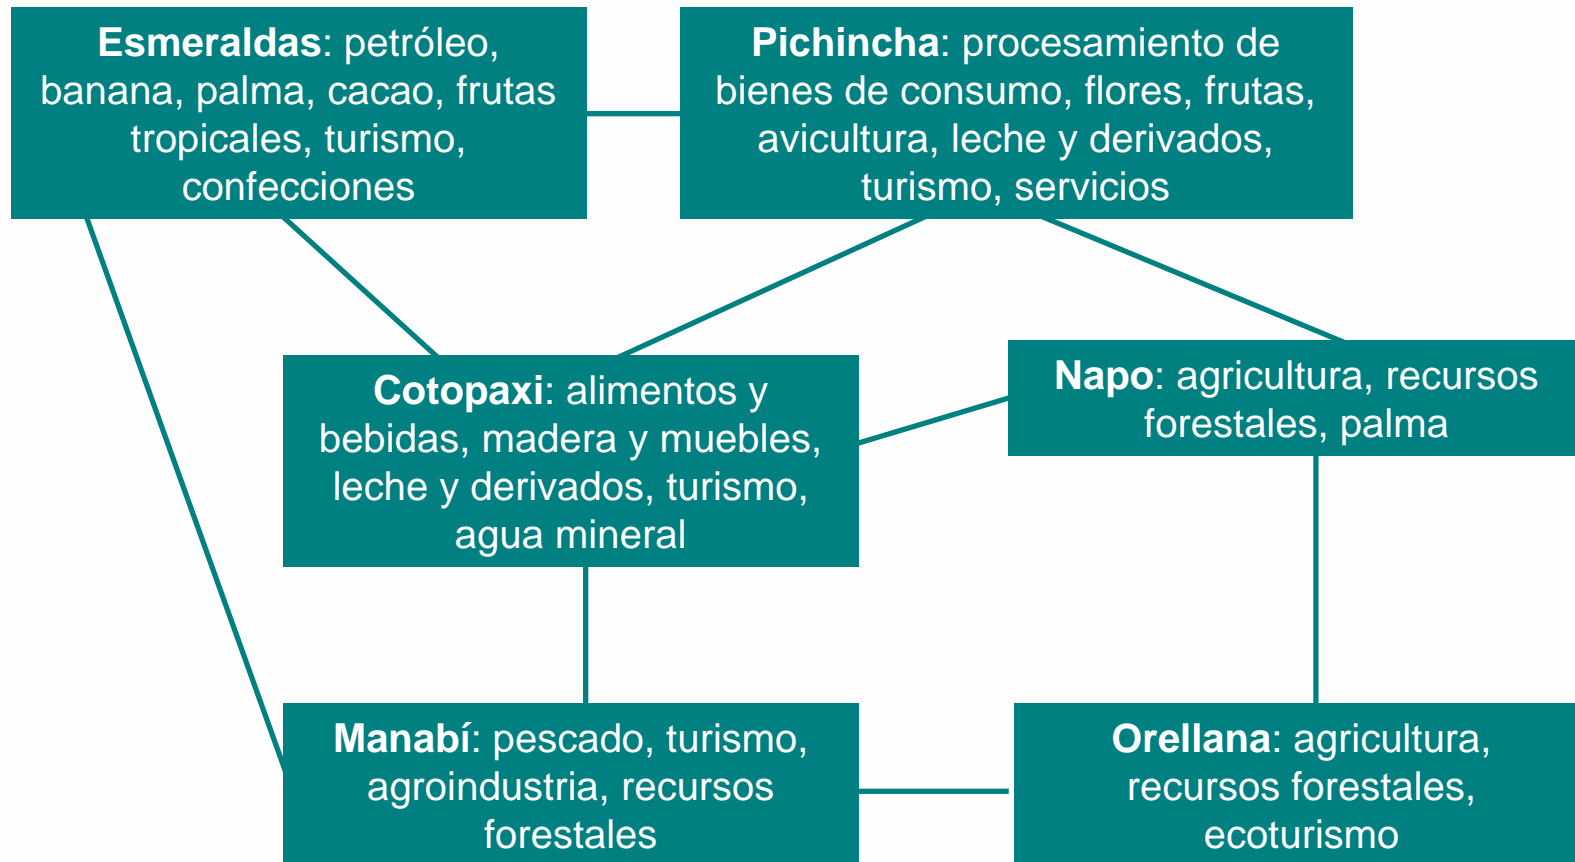 Esmeraldas: petróleo,
banana, palma, cacao, frutas
tropicales, turismo,
confecciones
Pichincha: procesamiento de
bienes de consumo, flores, frutas,
avicultura, leche y derivados,
turismo, servicios
Cotopaxi: alimentos y
bebidas, madera y muebles,
leche y derivados, turismo,
agua mineral
Napo: agricultura, recursos
forestales, palma
Manabí: pescado, turismo,
agroindustria, recursos
forestales
Orellana: agricultura,
recursos forestales,
ecoturismo